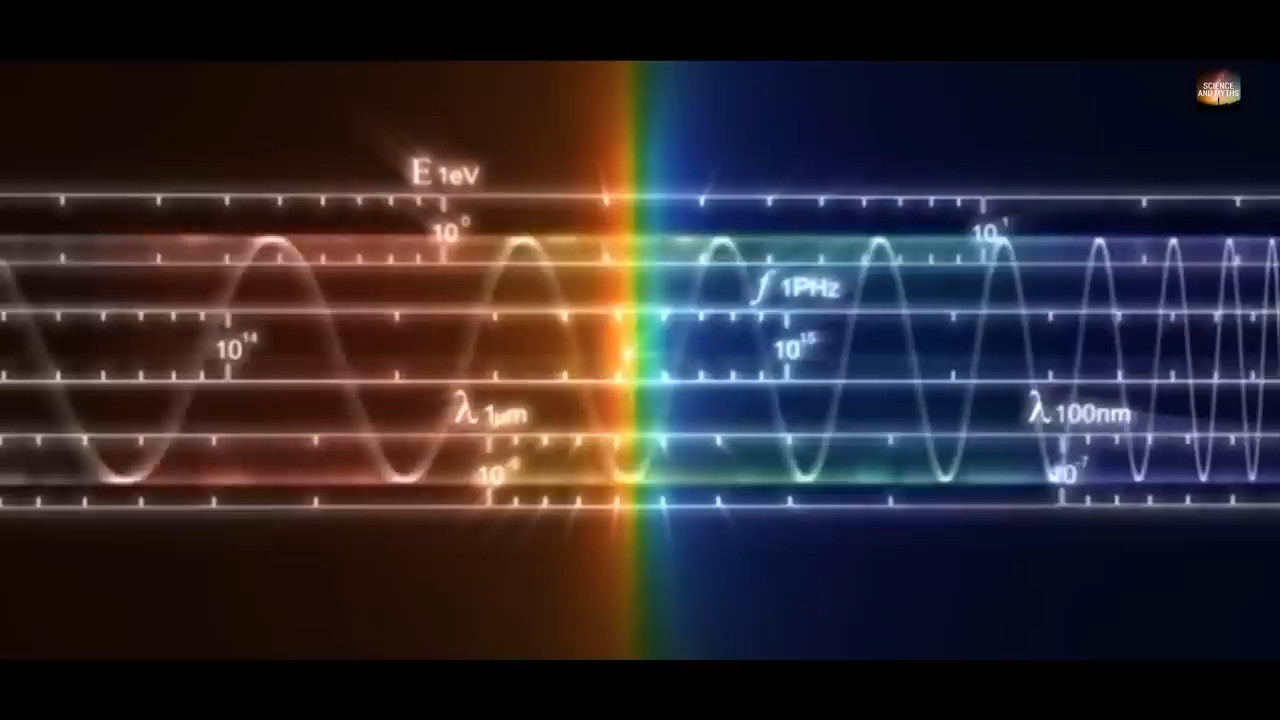 SCIENCE
AND MYTHS
E 1eV
10⁰
10¹
f 1PHz
10¹⁴
10¹⁵
λ 1µm
λ 100nm
10⁻⁶
10⁻⁷